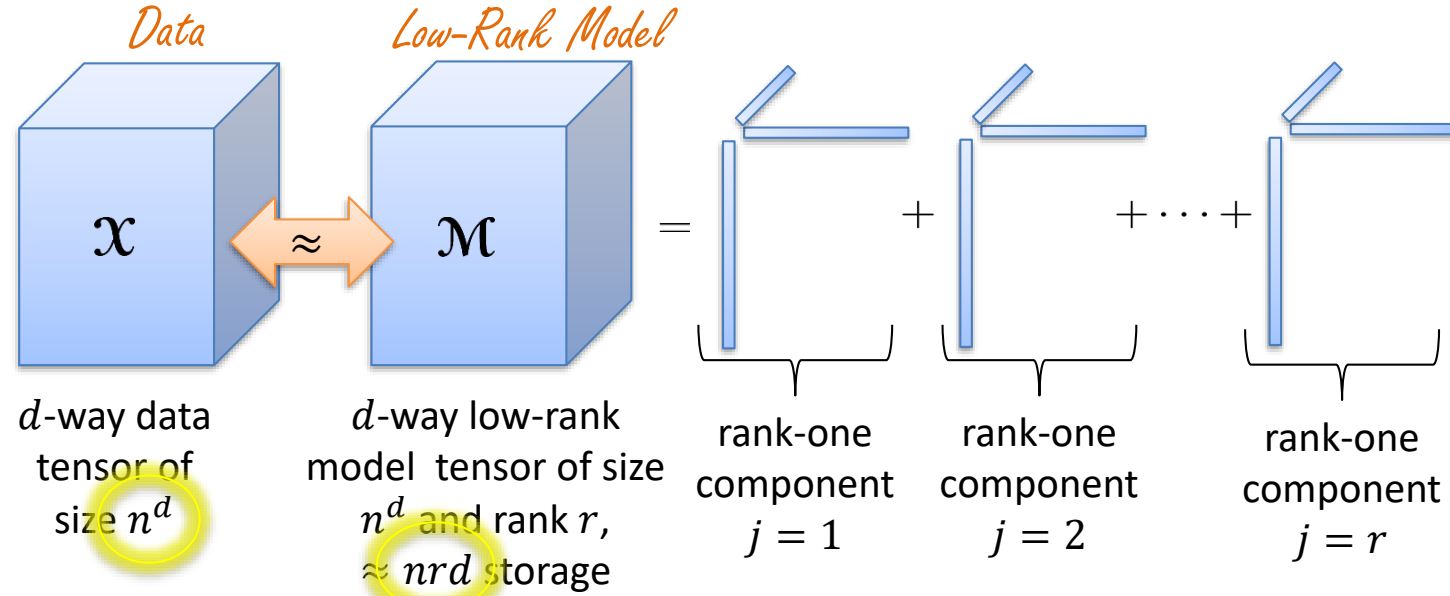 Data
Low-Rank Model
𝒳
≈
ℳ
=
+
+ ⋯ +
d-way data
tensor of
size n^d
d-way low-rank
model tensor of size
n^d and rank r,
≈ nrd storage
rank-one
component
j = 1
rank-one
component
j = 2
rank-one
component
j = r